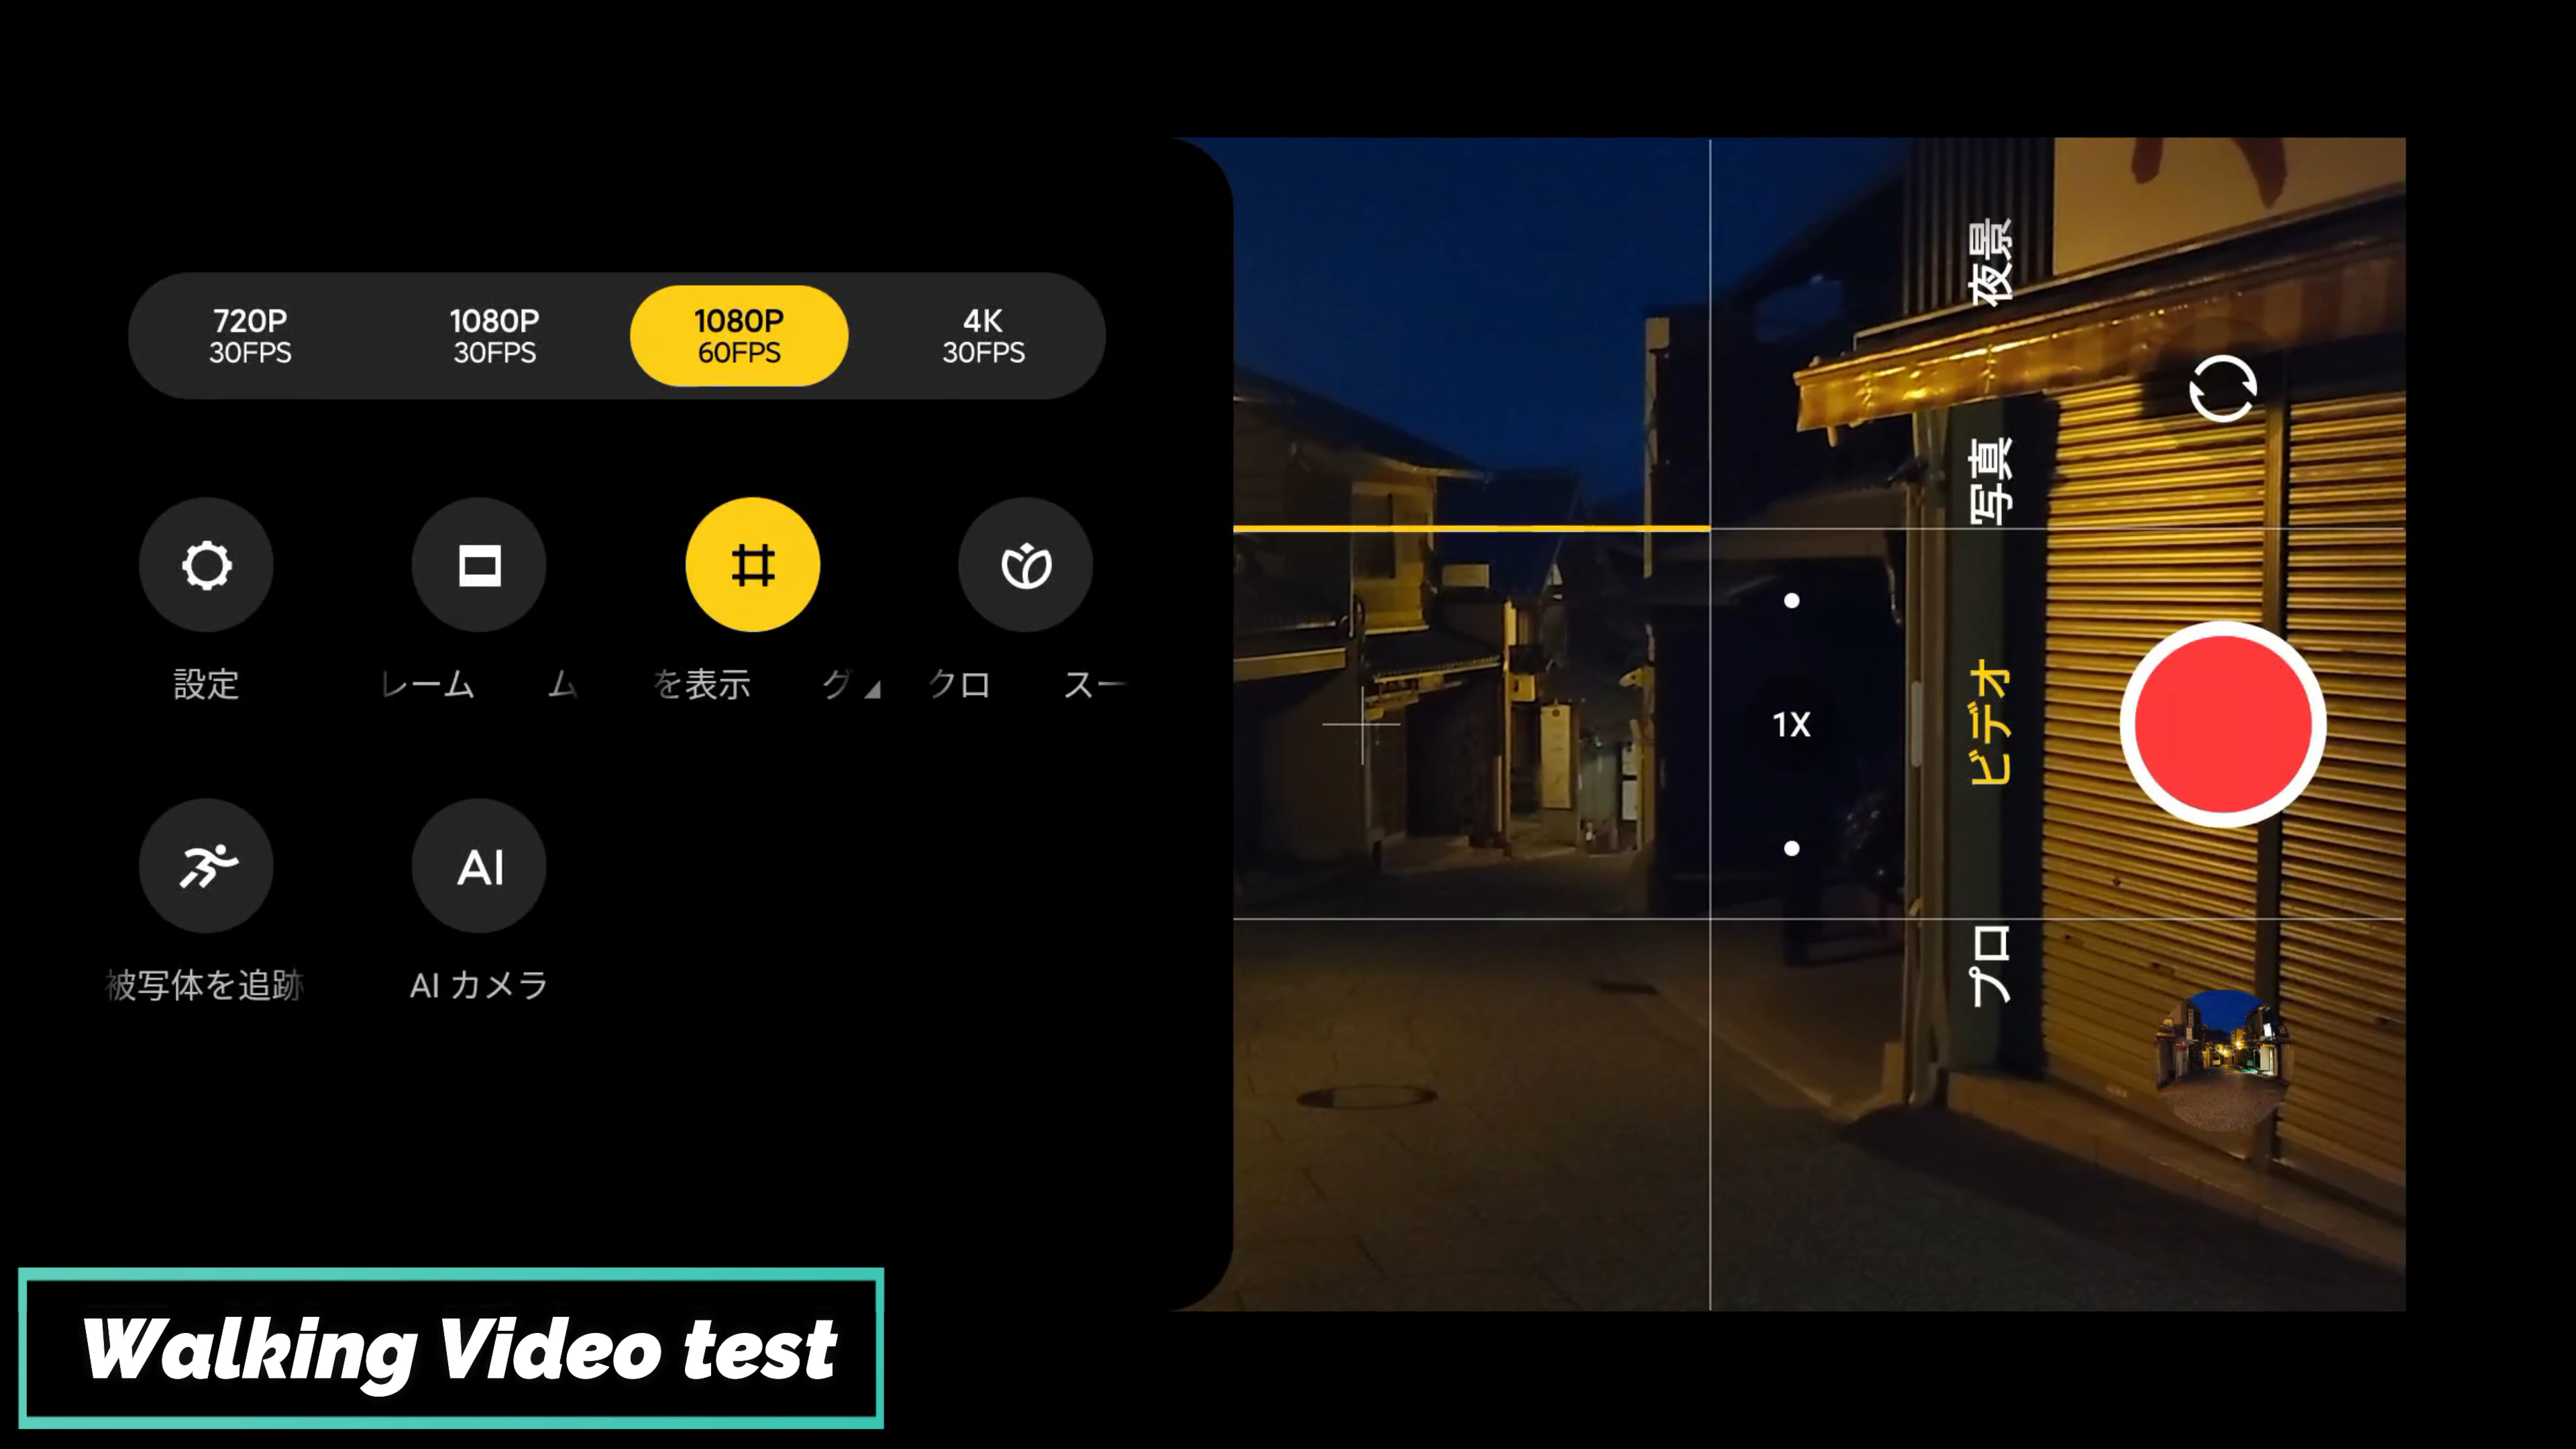 720P
30FPS
1080P
30FPS
1080P
60FPS
4K
30FPS
設定
レーム ム
を表示 グ
クロ スー
被写体を追跡
AI
AI カメラ
夜景
写真
ビデオ
プロ
1X
Walking Video test